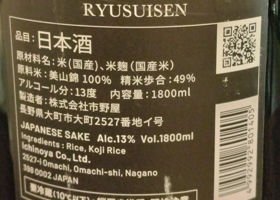 RYUSUISEN
品目:日本酒
原材料名:米(国産)、米麹(国産米)
原料米:美山錦 100% 精米歩合:49%
アルコール分:13度 内容量:1800ml
製造者:株式会社市野屋
長野県大町市大町2527番地イ号
JAPANESE SAKE Alc.13% Vol.1800ml
Ingredients : Rice, Koji Rice
Ichinoya Co., Ltd.
2527-i Omachi, Omachi-shi, Nagano
398 0002 JAPAN